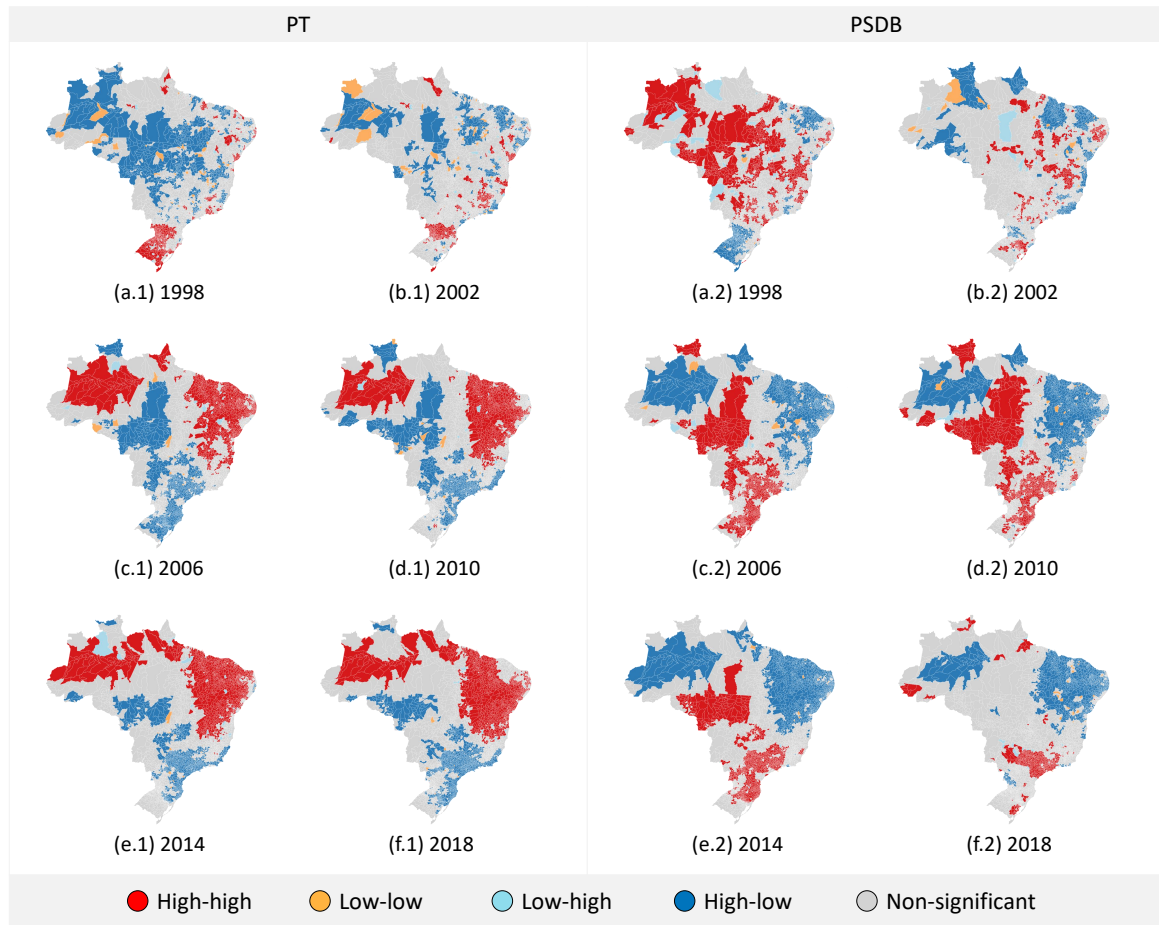 PT PSDB
(a.1) 1998 (b.1) 2002 (a.2) 1998 (b.2) 2002
(c.1) 2006 (d.1) 2010 (c.2) 2006 (d.2) 2010
(e.1) 2014 (f.1) 2018 (e.2) 2014 (f.2) 2018
High-high Low-low Low-high High-low Non-significant